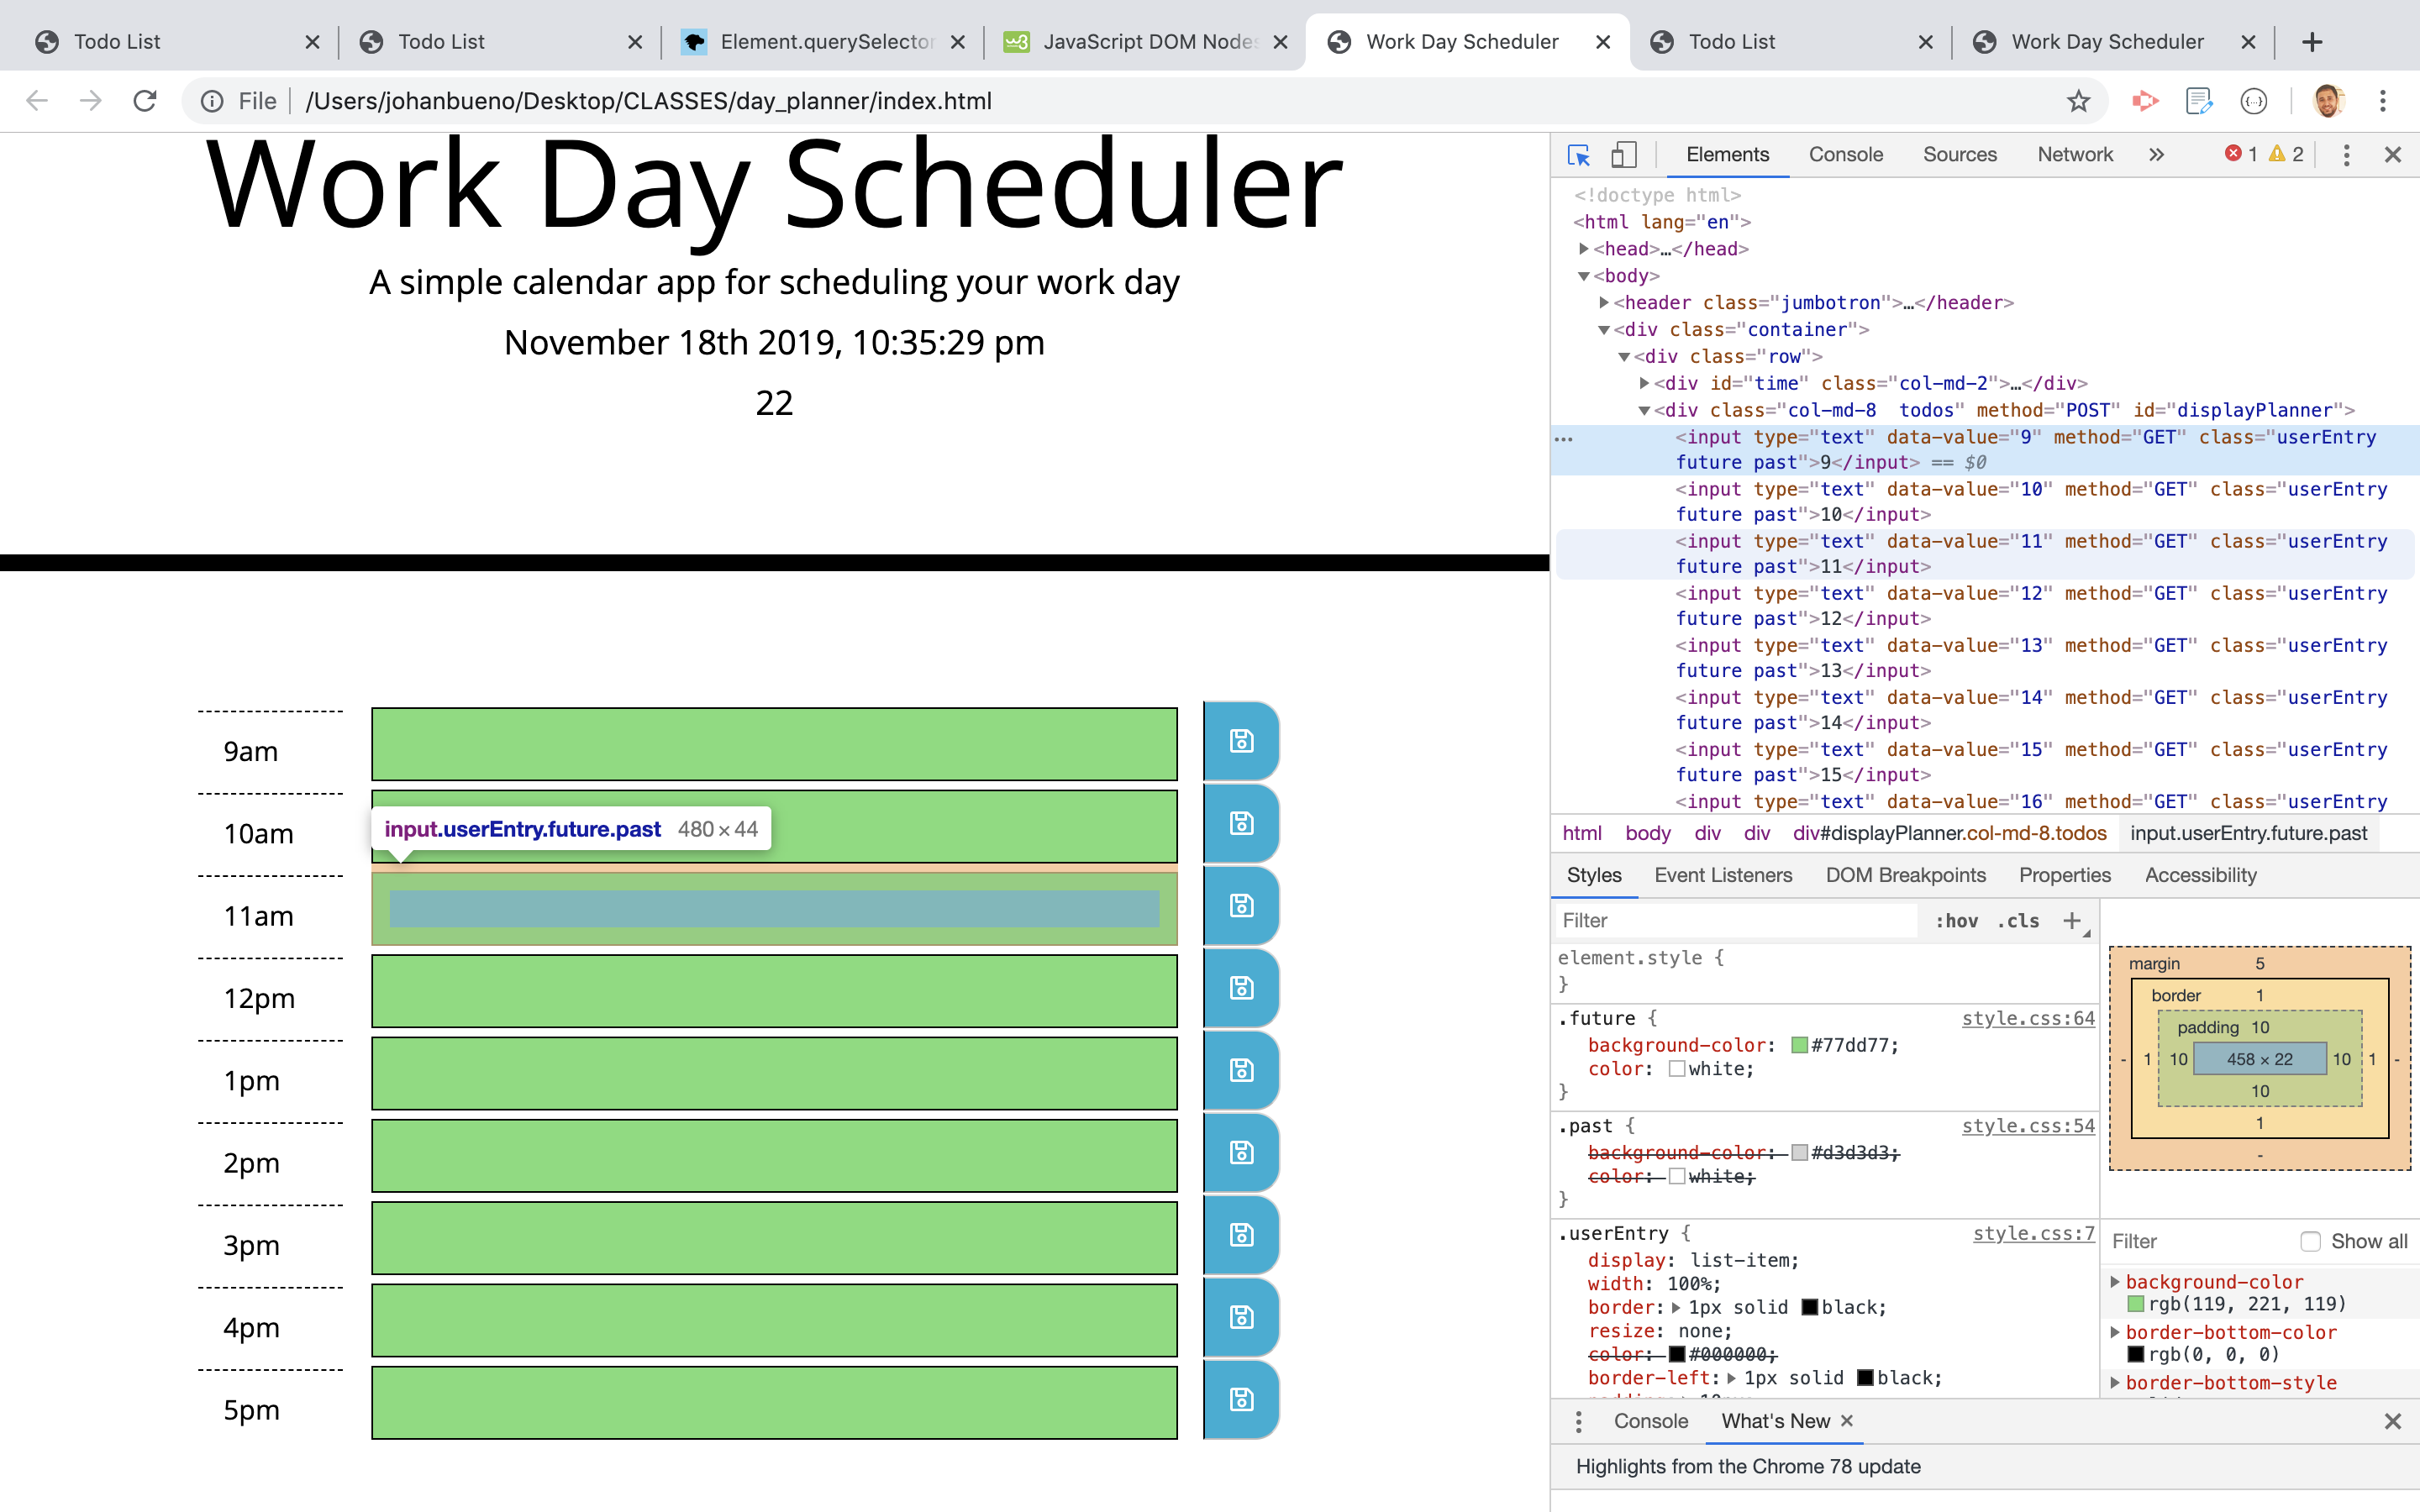 Todo List
Todo List
Element.querySelector
JavaScript DOM Nodes
Work Day Scheduler
Todo List
Work Day Scheduler
File
/Users/johanbueno/Desktop/CLASSES/day_planner/index.html
Work Day Scheduler
A simple calendar app for scheduling your work day
November 18th 2019, 10:35:29 pm
22
9am
10am
11am
12pm
1pm
2pm
3pm
4pm
5pm
input.userEntry.future.past 480 × 44
Elements Console Sources Network » 1 2
<!doctype html>
<html lang="en">
<head>…</head>
<body>
<header class="jumbotron">…</header>
<div class="container">
<div class="row">
<div id="time" class="col-md-2">…</div>
<div class="col-md-8  todos" method="POST" id="displayPlanner">
<input type="text" data-value="9" method="GET" class="userEntry
future past">9</input> == $0
<input type="text" data-value="10" method="GET" class="userEntry
future past">10</input>
<input type="text" data-value="11" method="GET" class="userEntry
future past">11</input>
<input type="text" data-value="12" method="GET" class="userEntry
future past">12</input>
<input type="text" data-value="13" method="GET" class="userEntry
future past">13</input>
<input type="text" data-value="14" method="GET" class="userEntry
future past">14</input>
<input type="text" data-value="15" method="GET" class="userEntry
future past">15</input>
<input type="text" data-value="16" method="GET" class="userEntry
html body div div div#displayPlanner.col-md-8.todos input.userEntry.future.past
Styles Event Listeners DOM Breakpoints Properties Accessibility
Filter :hov .cls +
element.style {
}
.future { style.css:64
background-color: #77dd77;
color: white;
}
.past { style.css:54
background-color: #d3d3d3;
color: white;
}
.userEntry { style.css:7
display: list-item;
width: 100%;
border: 1px solid black;
resize: none;
color: #000000;
border-left: 1px solid black;
margin 5
border 1
padding 10
- 1 10 458 × 22 10 1 -
10
1
-
Filter Show all
background-color
rgb(119, 221, 119)
border-bottom-color
rgb(0, 0, 0)
border-bottom-style
Console What's New
Highlights from the Chrome 78 update